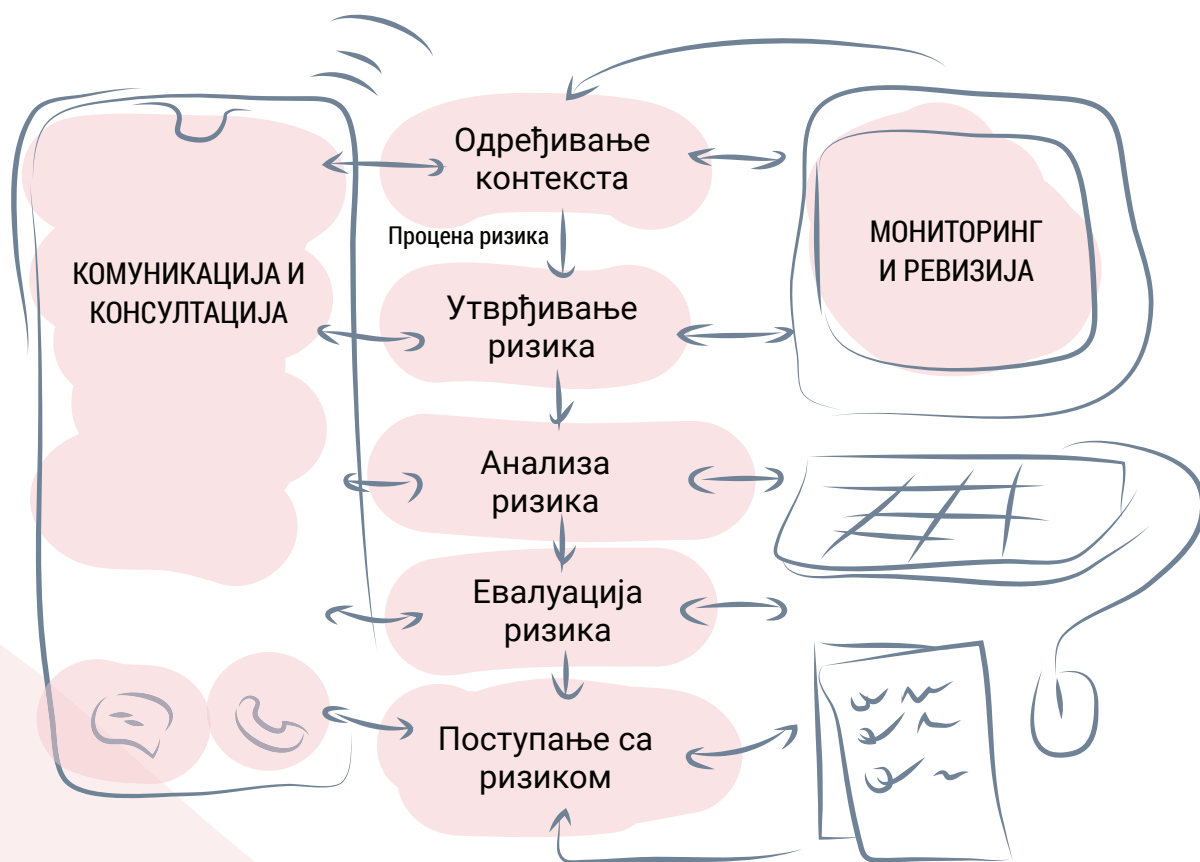 Одређивање
контекста
Процена ризика
КОМУНИКАЦИЈА И
КОНСУЛТАЦИЈА
МОНИТОРИНГ
И РЕВИЗИЈА
Утврђивање
ризика
Анализа
ризика
Евалуација
ризика
Поступање са
ризиком